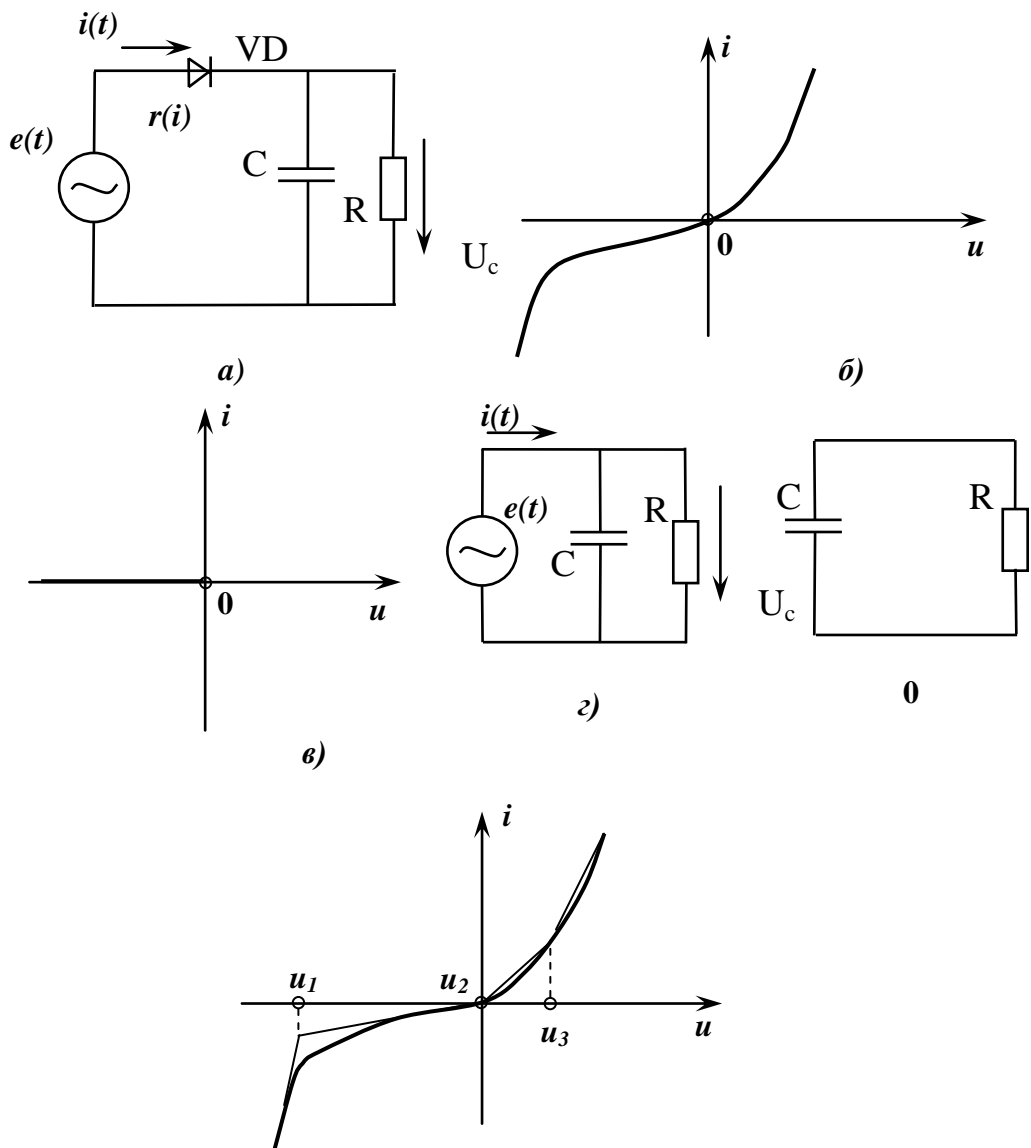 i(t)
VD
r(i)
e(t)
C
R
U_c
а)
i
0
u
б)
i
0
u
в)
i(t)
e(t)
C
R
U_c
г)
C
R
0
i
u_1
u_2
u_3
u